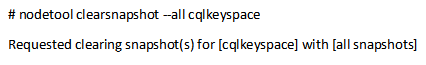 # nodetool clearsnapshot –all cqlkeyspace
Requested clearing snapshot(s) for [cqlkeyspace] with [all snapshots]